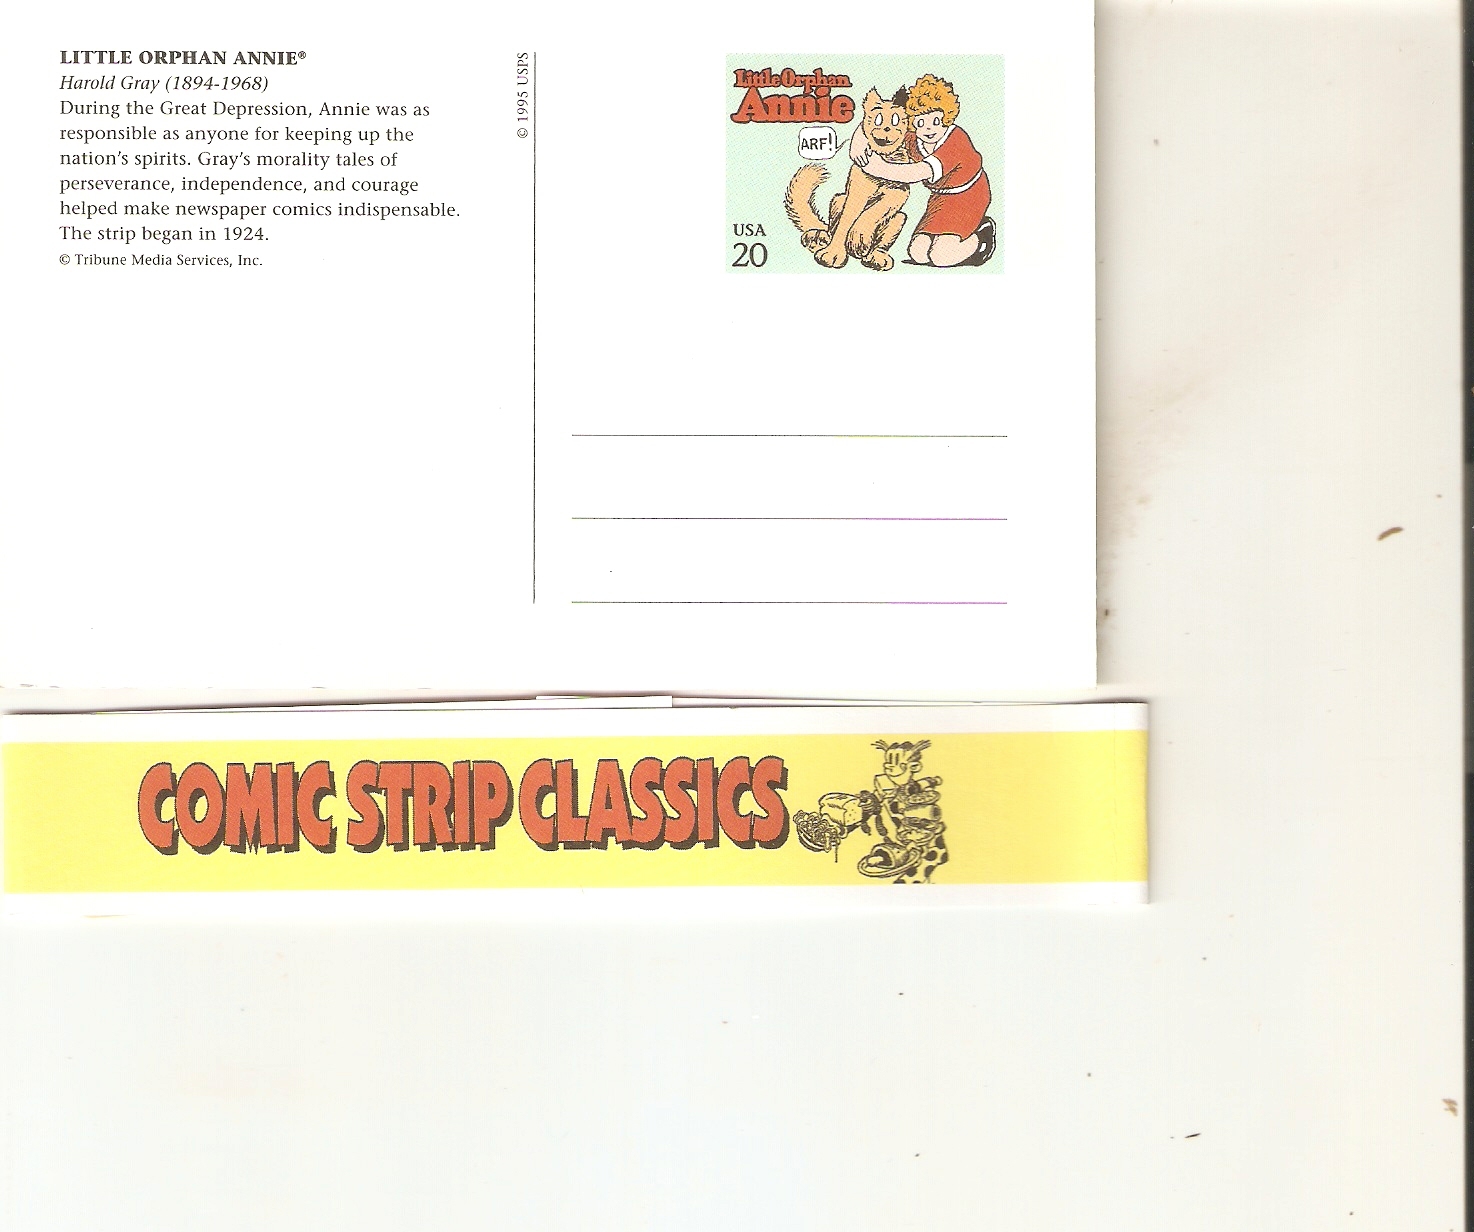 LITTLE ORPHAN ANNIE®
Harold Gray (1894-1968)
During the Great Depression, Annie was as
responsible as anyone for keeping up the
nation's spirits. Gray's morality tales of
perseverance, independence, and courage
helped make newspaper comics indispensable.
The strip began in 1924.
© Tribune Media Services, Inc.
© 1995 USPS
Little Orphan
Annie
ARF!
USA
20
COMIC STRIP CLASSICS